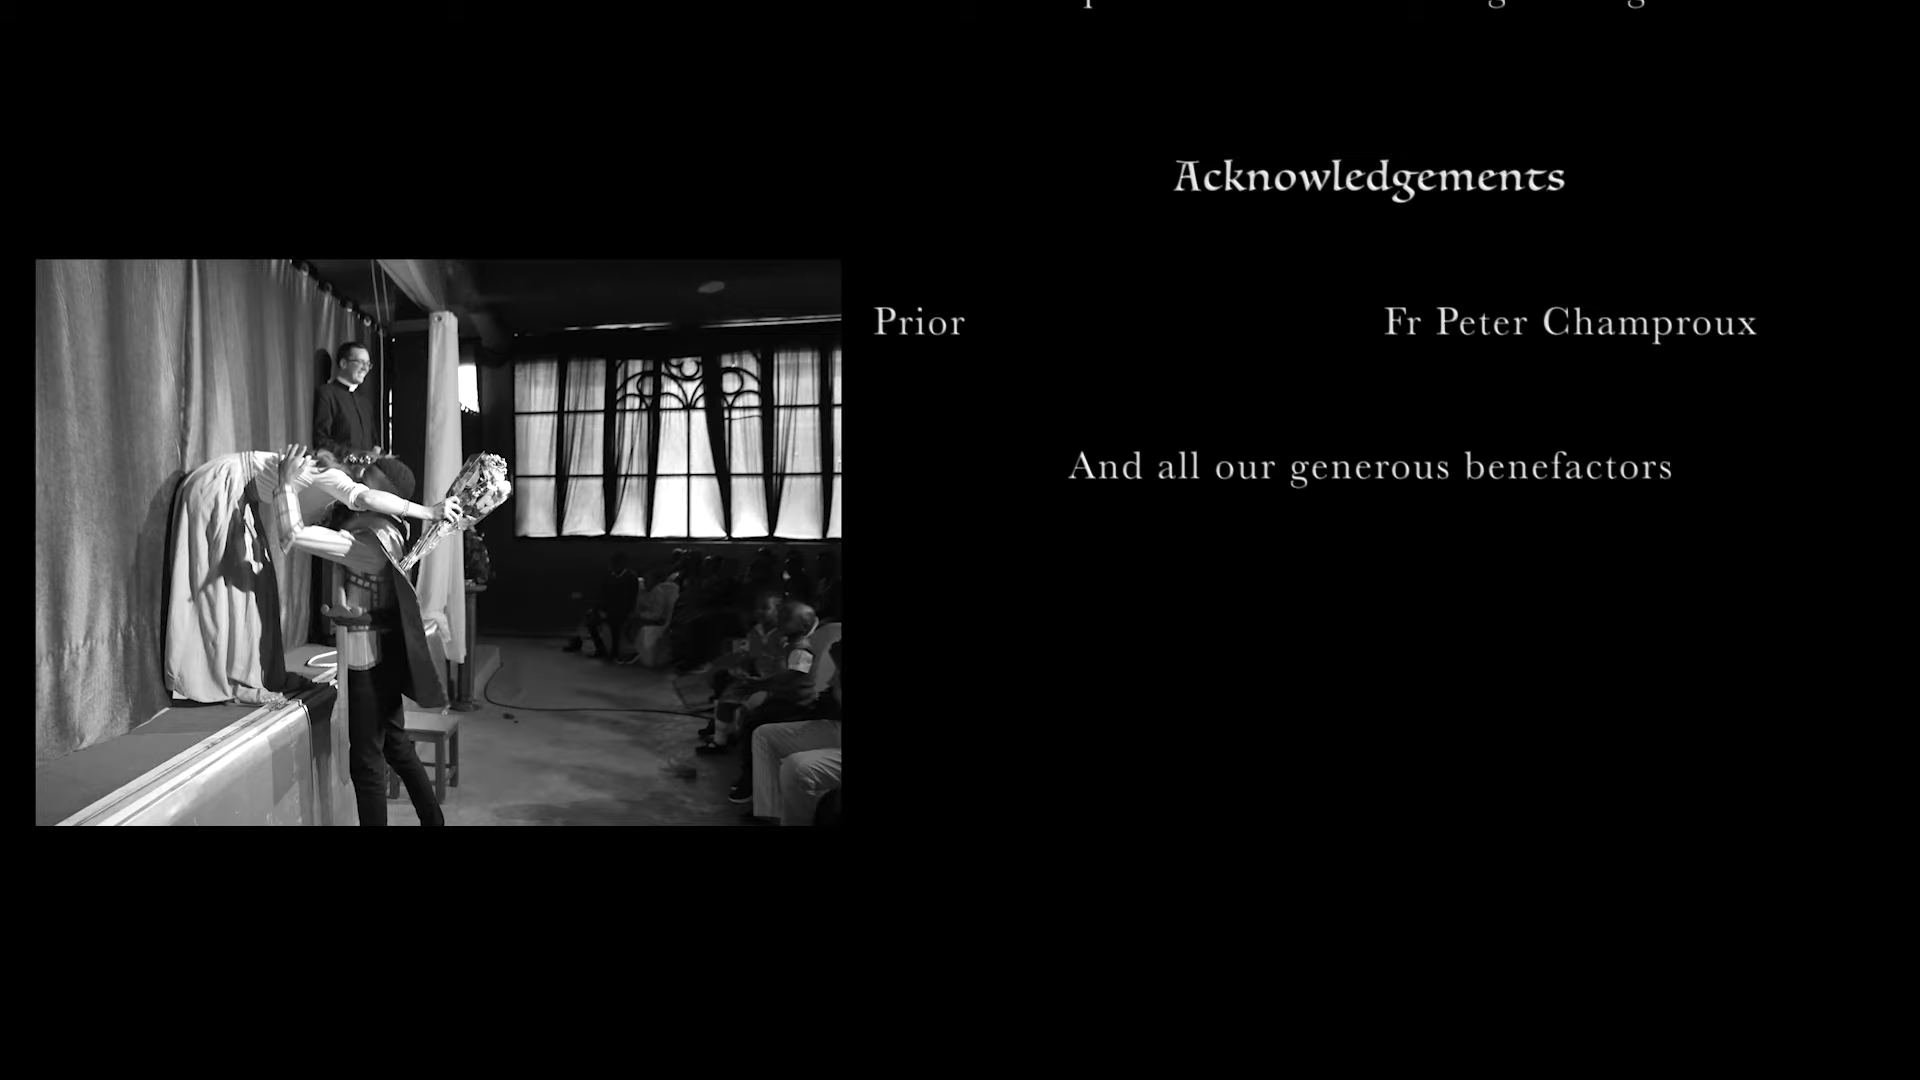 Acknowledgements
Prior Fr Peter Champroux
And all our generous benefactors